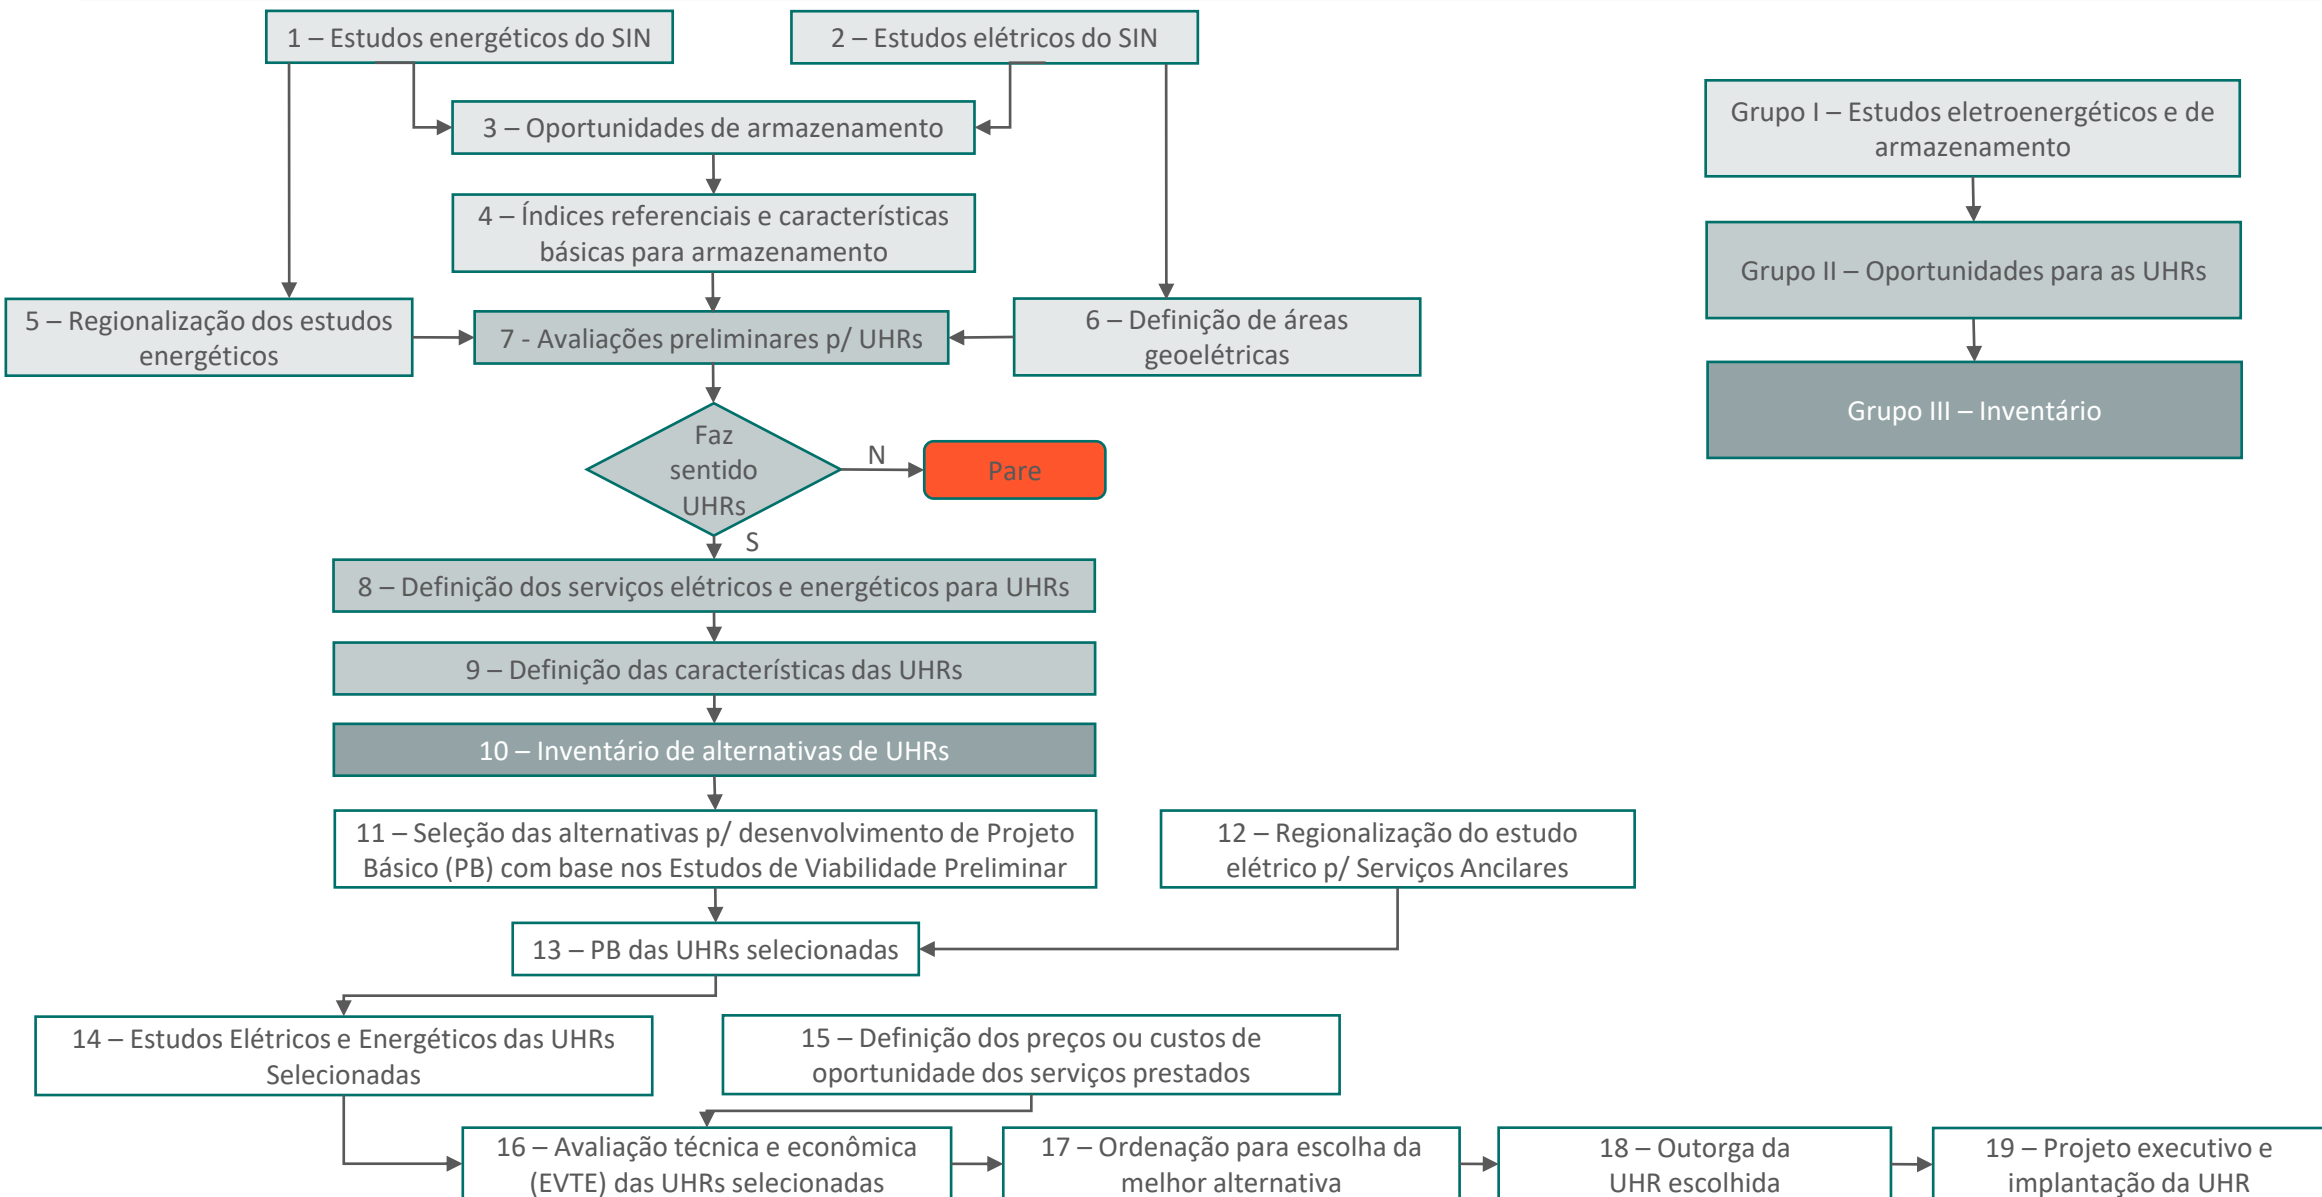 1 – Estudos energéticos do SIN
2 – Estudos elétricos do SIN
3 – Oportunidades de armazenamento
4 – Índices referenciais e características
básicas para armazenamento
5 – Regionalização dos estudos
energéticos
7 - Avaliações preliminares p/ UHRs
6 – Definição de áreas
geoelétricas
Faz
sentido
UHRs
N
Pare
S
8 – Definição dos serviços elétricos e energéticos para UHRs
9 – Definição das características das UHRs
10 – Inventário de alternativas de UHRs
11 – Seleção das alternativas p/ desenvolvimento de Projeto
Básico (PB) com base nos Estudos de Viabilidade Preliminar
12 – Regionalização do estudo
elétrico p/ Serviços Ancilares
13 – PB das UHRs selecionadas
14 – Estudos Elétricos e Energéticos das UHRs
Selecionadas
15 – Definição dos preços ou custos de
oportunidade dos serviços prestados
16 – Avaliação técnica e econômica
(EVTE) das UHRs selecionadas
17 – Ordenação para escolha da
melhor alternativa
18 – Outorga da
UHR escolhida
19 – Projeto executivo e
implantação da UHR
Grupo I – Estudos eletroenergéticos e de
armazenamento
Grupo II – Oportunidades para as UHRs
Grupo III – Inventário